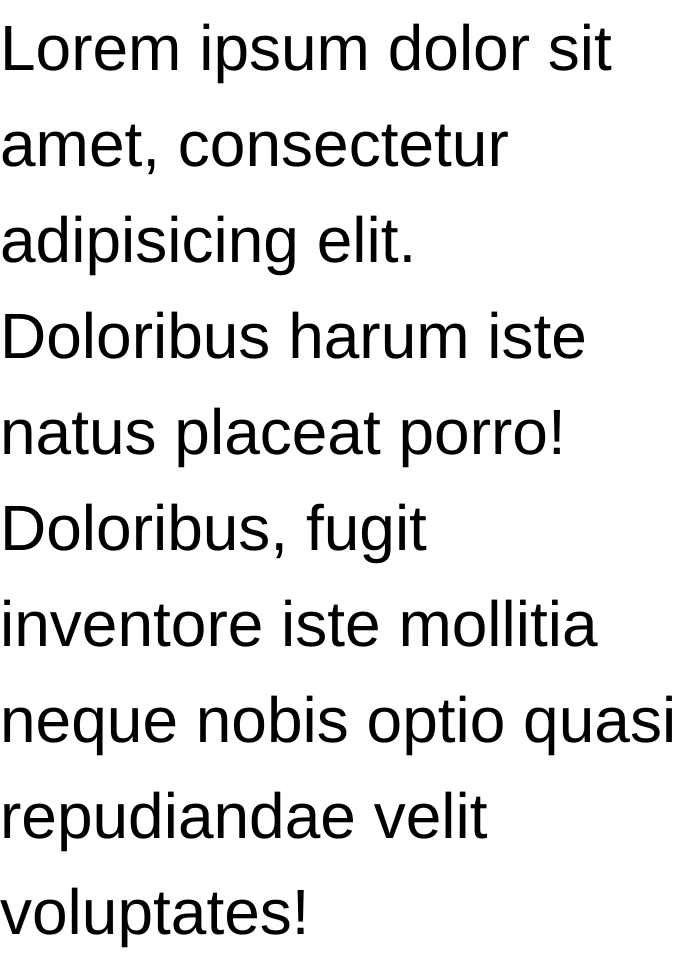 Lorem ipsum dolor sit
amet, consectetur
adipisicing elit.
Doloribus harum iste
natus placeat porro!
Doloribus, fugit
inventore iste mollitia
neque nobis optio quasi
repudiandae velit
voluptates!